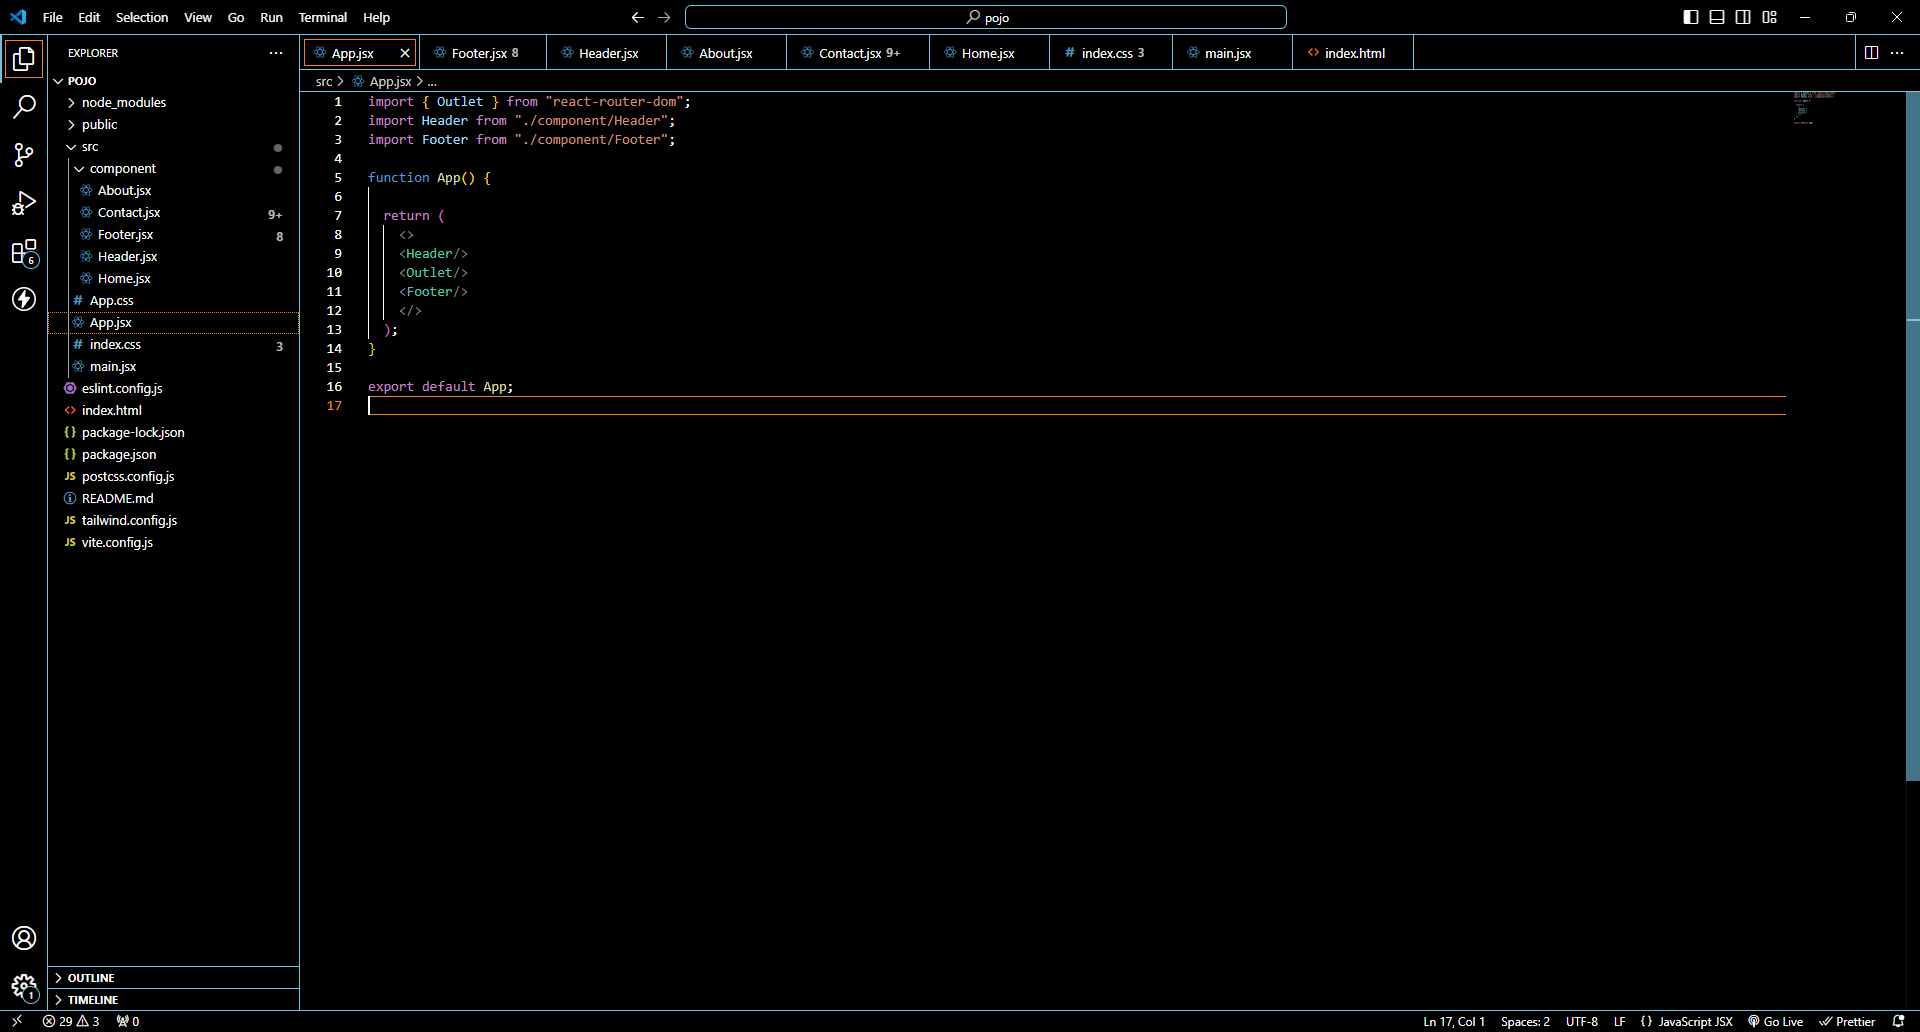 File Edit Selection View Go Run Terminal Help
pojo
EXPLORER
POJO
node_modules
public
src
component
About.jsx
Contact.jsx 9+
Footer.jsx 8
Header.jsx
Home.jsx
# App.css
App.jsx
# index.css 3
main.jsx
eslint.config.js
<> index.html
{} package-lock.json
{} package.json
JS postcss.config.js
README.md
JS tailwind.config.js
JS vite.config.js
OUTLINE
TIMELINE
6
1
App.jsx Footer.jsx 8 Header.jsx About.jsx Contact.jsx 9+ Home.jsx # index.css 3 main.jsx <> index.html
src > App.jsx > ...
1 import { Outlet } from "react-router-dom";
2 import Header from "./component/Header";
3 import Footer from "./component/Footer";
4
5 function App() {
6
7 return (
8 <>
9 <Header/>
10 <Outlet/>
11 <Footer/>
12 </>
13 );
14 }
15
16 export default App;
17
29 3 0
Ln 17, Col 1 Spaces: 2 UTF-8 LF {} JavaScript JSX Go Live Prettier